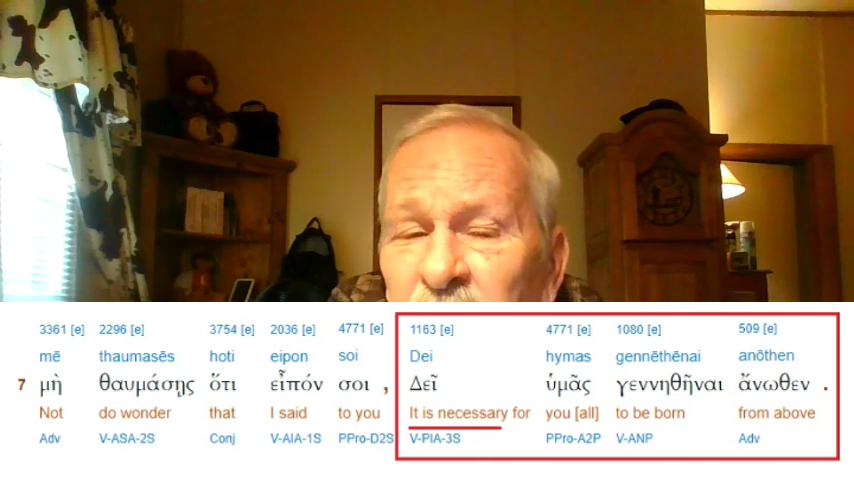 3361 [e] 2296 [e] 3754 [e] 2036 [e] 4771 [e] 1163 [e] 4771 [e] 1080 [e] 509 [e]
mē thaumasēs hoti eipon soi Dei hymas gennēthēnai anōthen
7 μὴ θαυμάσῃς ὅτι εἶπόν σοι , Δεῖ ὑμᾶς γεννηθῆναι ἄνωθεν .
Not do wonder that I said to you It is necessary for you [all] to be born from above
Adv V-ASA-2S Conj V-AIA-1S PPro-D2S V-PIA-3S PPro-A2P V-ANP Adv